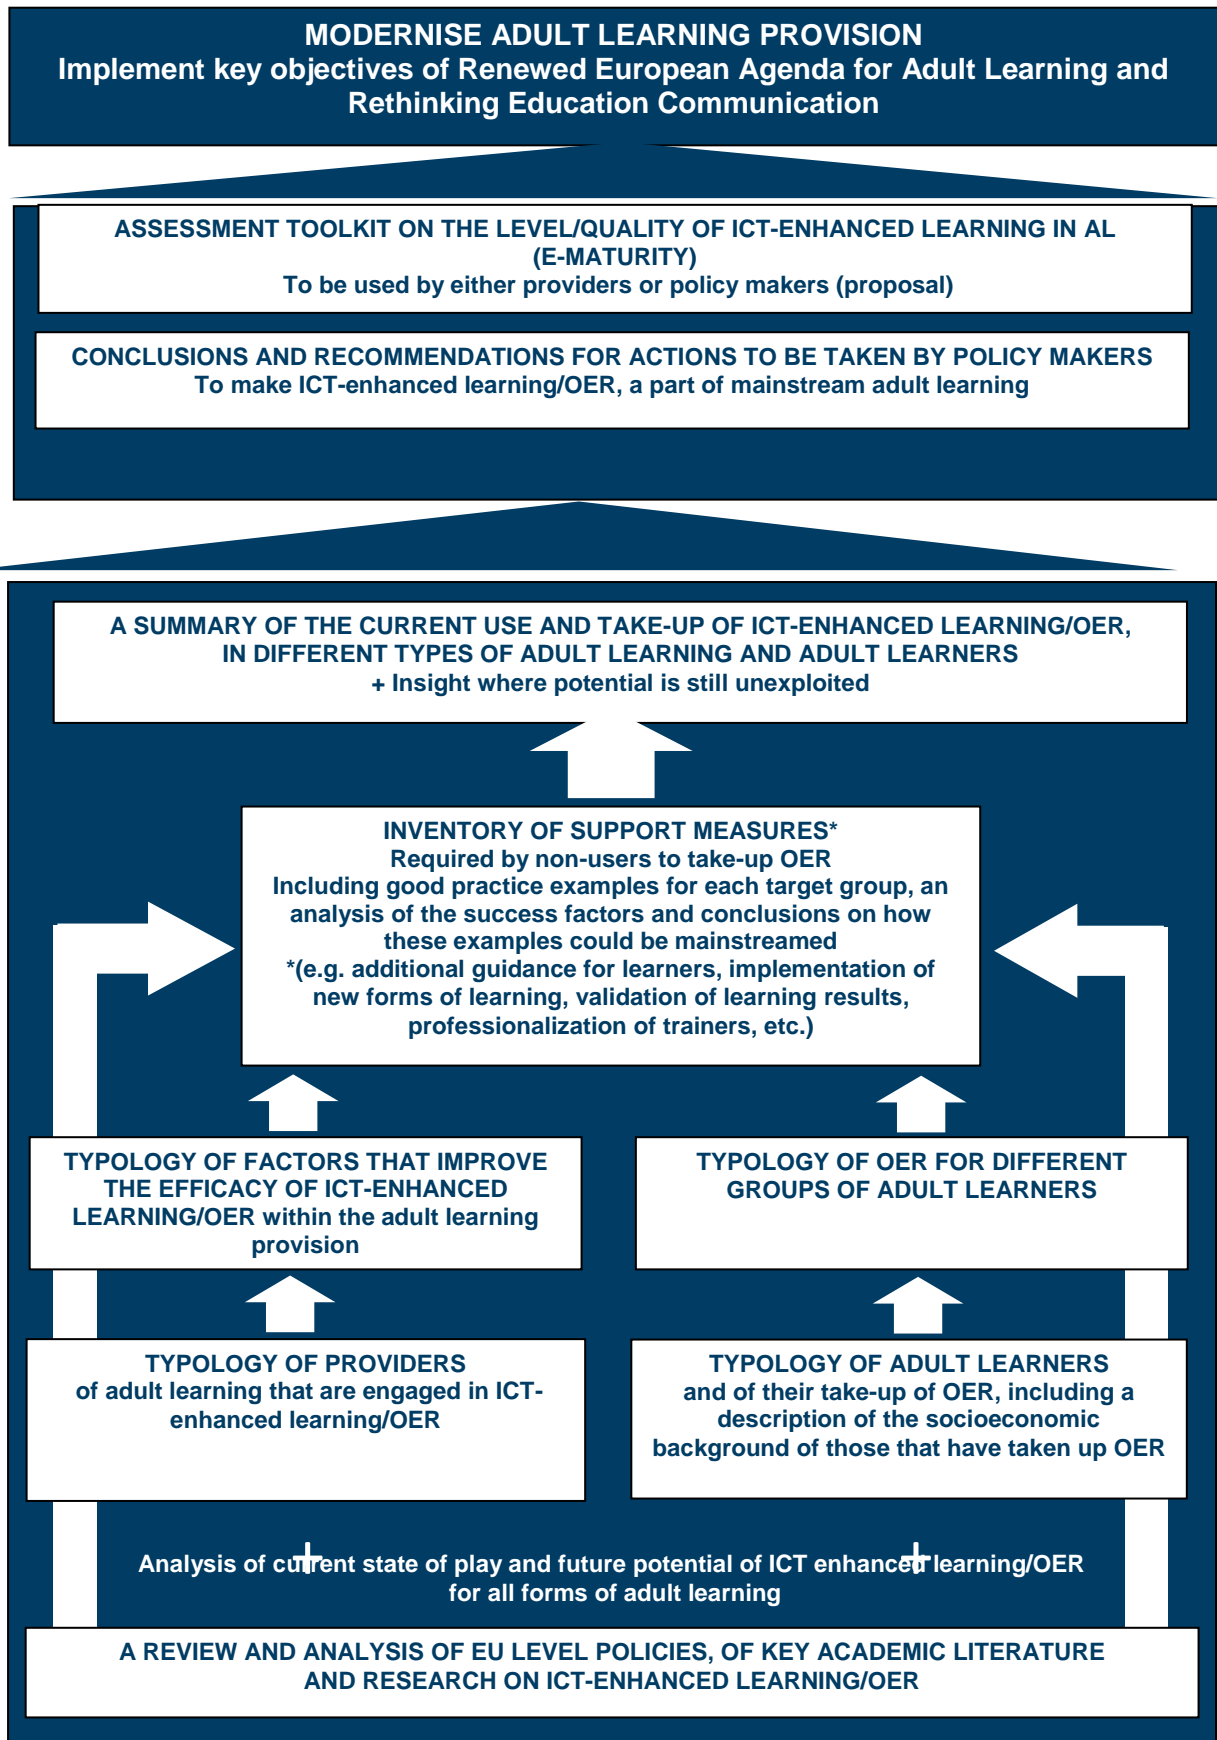 MODERNISE ADULT LEARNING PROVISION
Implement key objectives of Renewed European Agenda for Adult Learning and
Rethinking Education Communication
ASSESSMENT TOOLKIT ON THE LEVEL/QUALITY OF ICT-ENHANCED LEARNING IN AL
(E-MATURITY)
To be used by either providers or policy makers (proposal)
CONCLUSIONS AND RECOMMENDATIONS FOR ACTIONS TO BE TAKEN BY POLICY MAKERS
To make ICT-enhanced learning/OER, a part of mainstream adult learning
A SUMMARY OF THE CURRENT USE AND TAKE-UP OF ICT-ENHANCED LEARNING/OER,
IN DIFFERENT TYPES OF ADULT LEARNING AND ADULT LEARNERS
+ Insight where potential is still unexploited
INVENTORY OF SUPPORT MEASURES*
Required by non-users to take-up OER
Including good practice examples for each target group, an
analysis of the success factors and conclusions on how
these examples could be mainstreamed
*(e.g. additional guidance for learners, implementation of
new forms of learning, validation of learning results,
professionalization of trainers, etc.)
TYPOLOGY OF FACTORS THAT IMPROVE
THE EFFICACY OF ICT-ENHANCED
LEARNING/OER within the adult learning
provision
TYPOLOGY OF OER FOR DIFFERENT
GROUPS OF ADULT LEARNERS
TYPOLOGY OF PROVIDERS
of adult learning that are engaged in ICT-
enhanced learning/OER
TYPOLOGY OF ADULT LEARNERS
and of their take-up of OER, including a
description of the socioeconomic
background of those that have taken up OER
+ +
Analysis of current state of play and future potential of ICT enhanced learning/OER
for all forms of adult learning
A REVIEW AND ANALYSIS OF EU LEVEL POLICIES, OF KEY ACADEMIC LITERATURE
AND RESEARCH ON ICT-ENHANCED LEARNING/OER